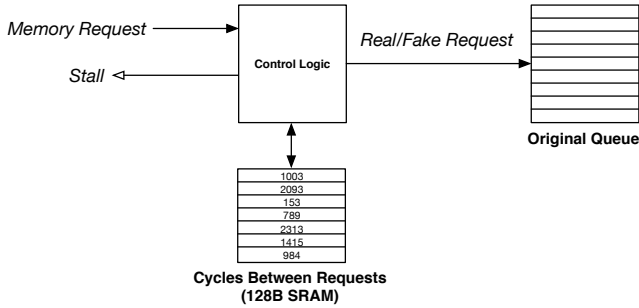 Memory Request
Stall
Control Logic
Real/Fake Request
Original Queue
1003
2093
153
789
2313
1415
984
Cycles Between Requests
(128B SRAM)